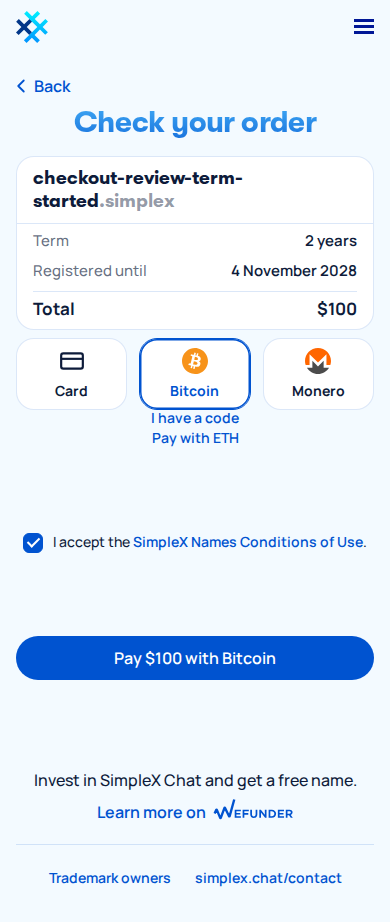 Back
Check your order
checkout-review-term-
started.simplex
Term 2 years
Registered until 4 November 2028
Total $100
Card Bitcoin Monero
I have a code
Pay with ETH
I accept the SimpleX Names Conditions of Use.
Pay $100 with Bitcoin
Invest in SimpleX Chat and get a free name.
Learn more on WEFUNDER
Trademark owners simplex.chat/contact